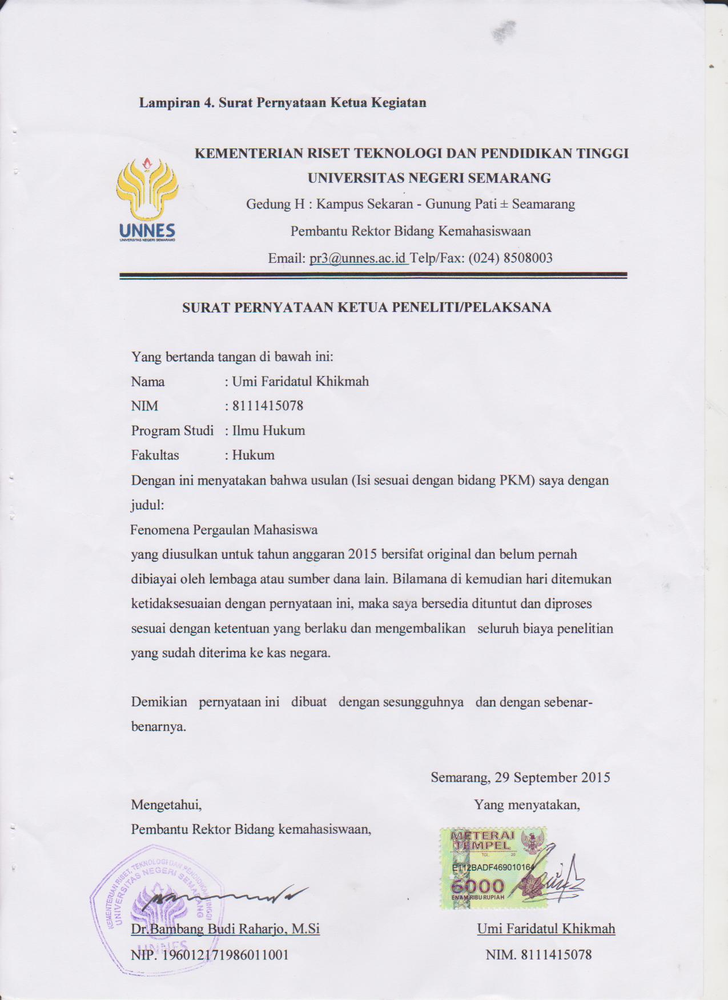 Lampiran 4. Surat Pernyataan Ketua Kegiatan
KEMENTERIAN RISET TEKNOLOGI DAN PENDIDIKAN TINGGI
UNIVERSITAS NEGERI SEMARANG
Gedung H : Kampus Sekaran - Gunung Pati ± Seamarang
Pembantu Rektor Bidang Kemahasiswaan
Email: pr3@unnes.ac.id Telp/Fax: (024) 8508003
UNNES
UNIVERSITAS NEGERI SEMARANG
SURAT PERNYATAAN KETUA PENELITI/PELAKSANA
Yang bertanda tangan di bawah ini:
Nama : Umi Faridatul Khikmah
NIM : 8111415078
Program Studi : Ilmu Hukum
Fakultas : Hukum
Dengan ini menyatakan bahwa usulan (Isi sesuai dengan bidang PKM) saya dengan
judul:
Fenomena Pergaulan Mahasiswa
yang diusulkan untuk tahun anggaran 2015 bersifat original dan belum pernah
dibiayai oleh lembaga atau sumber dana lain. Bilamana di kemudian hari ditemukan
ketidaksesuaian dengan pernyataan ini, maka saya bersedia dituntut dan diproses
sesuai dengan ketentuan yang berlaku dan mengembalikan seluruh biaya penelitian
yang sudah diterima ke kas negara.
Demikian pernyataan ini dibuat dengan sesungguhnya dan dengan sebenar-
benarnya.
Semarang, 29 September 2015
Mengetahui,
Pembantu Rektor Bidang kemahasiswaan,
KEMENTERIAN RISET, TEKNOLOGI DAN PENDIDIKAN TINGGI
UNIVERSITAS NEGERI SEMARANG
UNNES
Dr.Bambang Budi Raharjo, M.Si
NIP. 196012171986011001
Yang menyatakan,
METERAI
TEMPEL
TGL. 20
E112BADF469010164
6000
ENAM RIBU RUPIAH
Umi Faridatul Khikmah
NIM. 8111415078